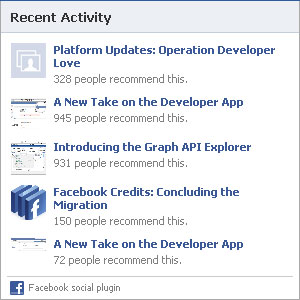 Recent Activity
Platform Updates: Operation Developer
Love
328 people recommend this.
A New Take on the Developer App
945 people recommend this.
Introducing the Graph API Explorer
931 people recommend this.
Facebook Credits: Concluding the
Migration
150 people recommend this.
A New Take on the Developer App
72 people recommend this.
Facebook social plugin